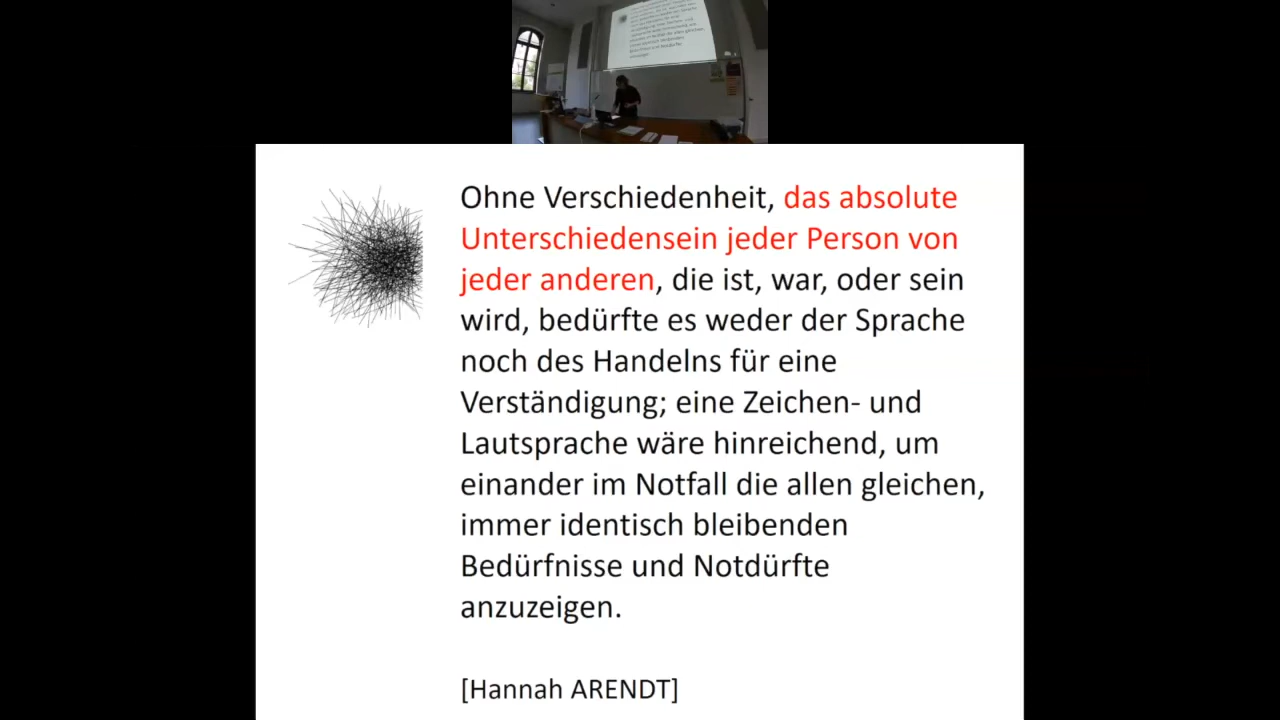 Ohne Verschiedenheit, das absolute
Unterschiedensein jeder Person von
jeder anderen, die ist, war, oder sein
wird, bedürfte es weder der Sprache
noch des Handelns für eine
Verständigung; eine Zeichen- und
Lautsprache wäre hinreichend, um
einander im Notfall die allen gleichen,
immer identisch bleibenden
Bedürfnisse und Notdürfte
anzuzeigen.
[Hannah ARENDT]